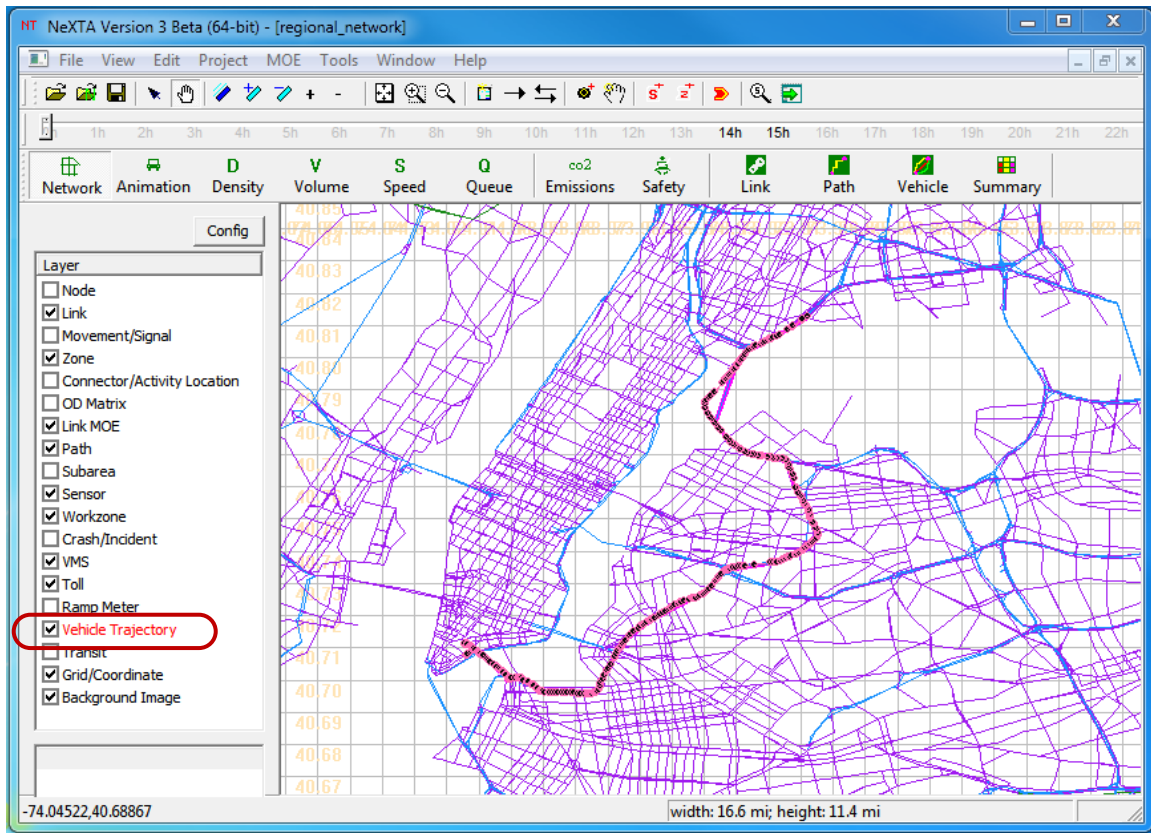 NT NeXTA Version 3 Beta (64-bit) - [regional_network]
File View Edit Project MOE Tools Window Help
1h 2h 3h 4h 5h 6h 7h 8h 9h 10h 11h 12h 13h 14h 15h 16h 17h 18h 19h 20h 21h 22h
D V S Q co2
Network Animation Density Volume Speed Queue Emissions Safety Link Path Vehicle Summary
Config
Layer
Node
Link
Movement/Signal
Zone
Connector/Activity Location
OD Matrix
Link MOE
Path
Subarea
Sensor
Workzone
Crash/Incident
VMS
Toll
Ramp Meter
Vehicle Trajectory
Transit
Grid/Coordinate
Background Image
40.83
40.82
40.81
40.71
40.70
40.69
40.68
40.67
-74.04522,40.68867
width: 16.6 mi; height: 11.4 mi